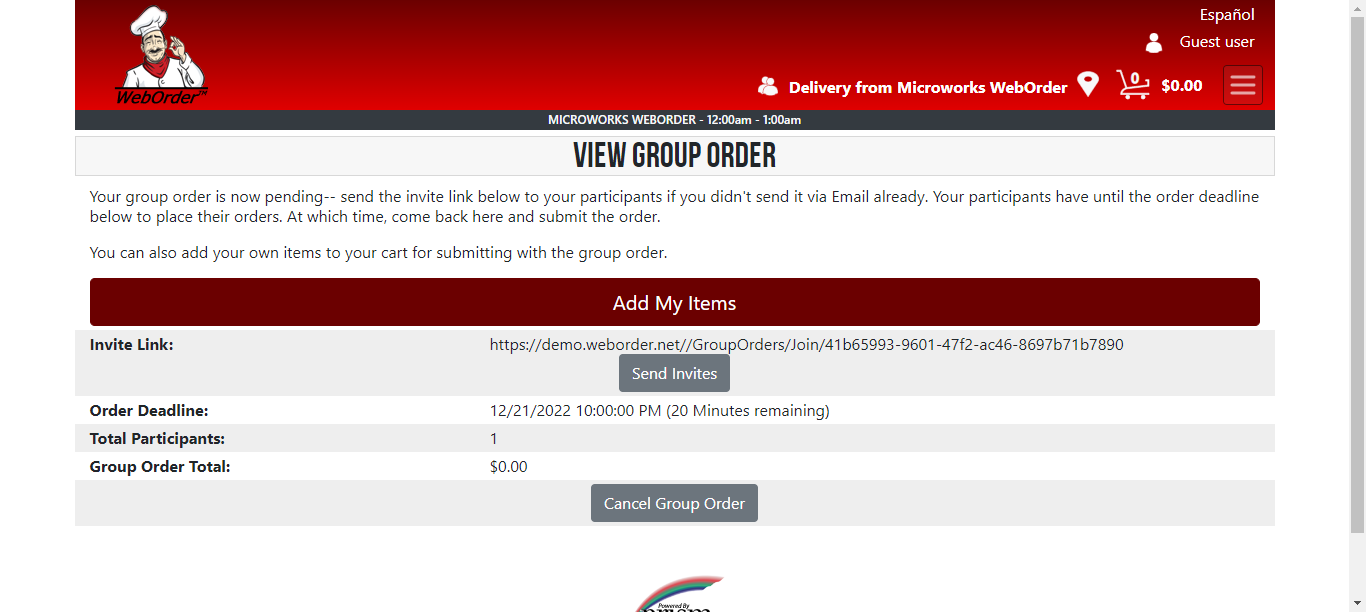 Español
Guest user
WebOrder™
Delivery from Microworks WebOrder
0
$0.00
MICROWORKS WEBORDER - 12:00am - 1:00am
VIEW GROUP ORDER
Your group order is now pending-- send the invite link below to your participants if you didn't send it via Email already. Your participants have until the order deadline
below to place their orders. At which time, come back here and submit the order.
You can also add your own items to your cart for submitting with the group order.
Add My Items
Invite Link: https://demo.weborder.net//GroupOrders/Join/41b65993-9601-47f2-ac46-8697b71b7890
Send Invites
Order Deadline: 12/21/2022 10:00:00 PM (20 Minutes remaining)
Total Participants: 1
Group Order Total: $0.00
Cancel Group Order
Powered By
prism